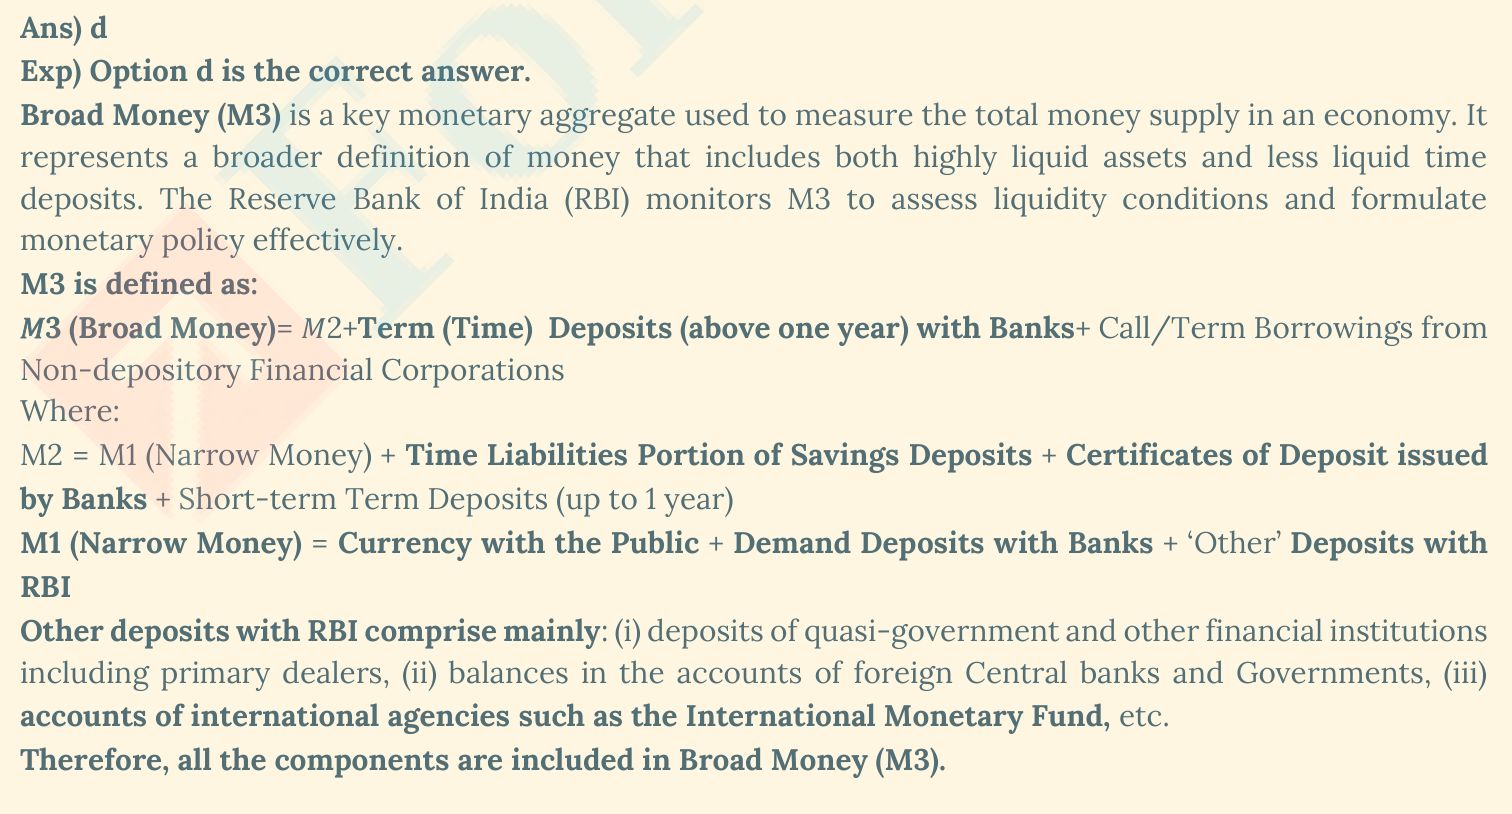 Ans) d
Exp) Option d is the correct answer.
Broad Money (M3) is a key monetary aggregate used to measure the total money supply in an economy. It
represents a broader definition of money that includes both highly liquid assets and less liquid time
deposits. The Reserve Bank of India (RBI) monitors M3 to assess liquidity conditions and formulate
monetary policy effectively.
M3 is defined as:
M3 (Broad Money)= M2+Term (Time) Deposits (above one year) with Banks+ Call/Term Borrowings from
Non-depository Financial Corporations
Where:
M2 = M1 (Narrow Money) + Time Liabilities Portion of Savings Deposits + Certificates of Deposit issued
by Banks + Short-term Term Deposits (up to 1 year)
M1 (Narrow Money) = Currency with the Public + Demand Deposits with Banks + ‘Other’ Deposits with
RBI
Other deposits with RBI comprise mainly: (i) deposits of quasi-government and other financial institutions
including primary dealers, (ii) balances in the accounts of foreign Central banks and Governments, (iii)
accounts of international agencies such as the International Monetary Fund, etc.
Therefore, all the components are included in Broad Money (M3).